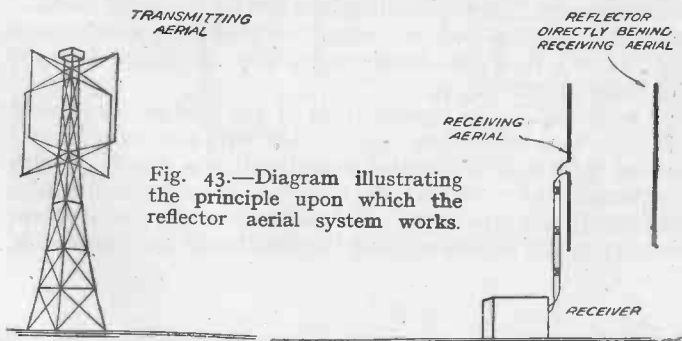 TRANSMITTING
AERIAL
REFLECTOR
DIRECTLY BEHIND
RECEIVING AERIAL
RECEIVING
AERIAL
Fig. 43.—Diagram illustrating
the principle upon which the
reflector aerial system works.
RECEIVER